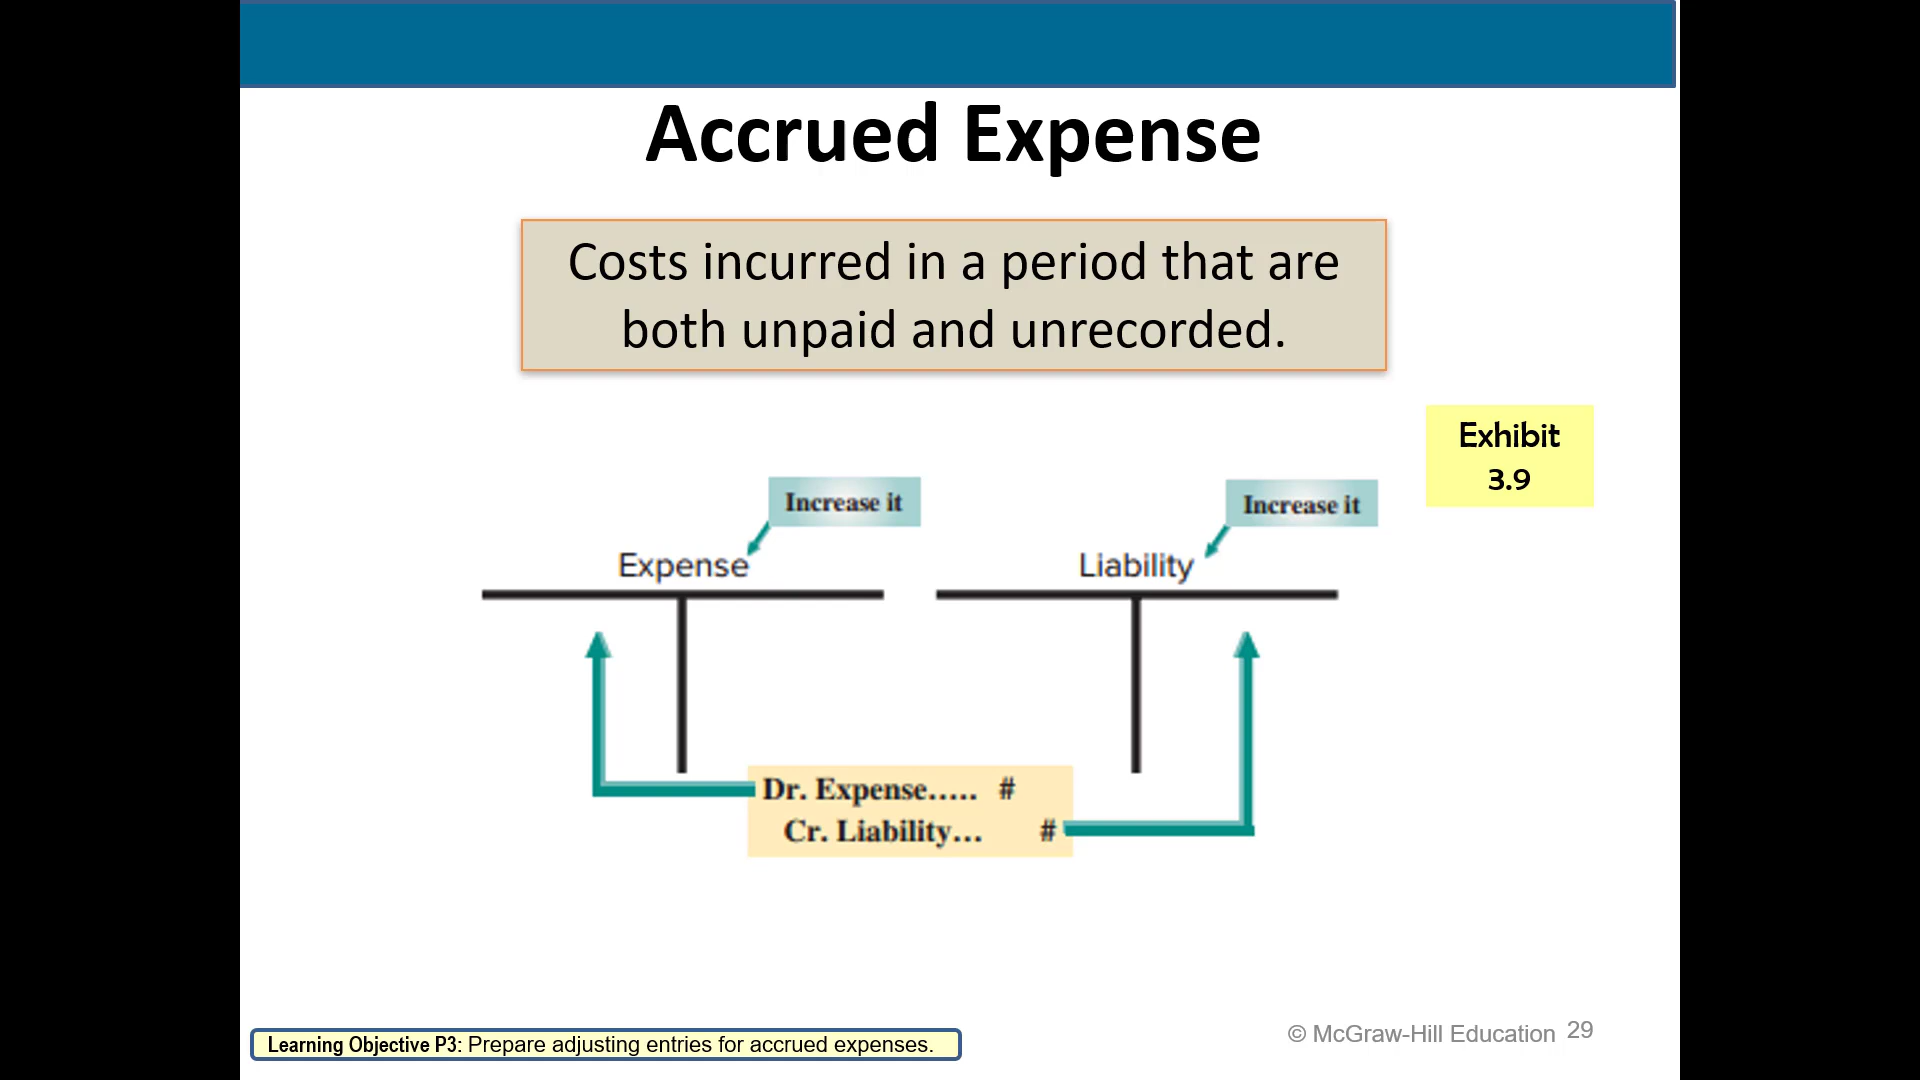 Accrued Expense
Costs incurred in a period that are
both unpaid and unrecorded.
Exhibit
3.9
Increase it
Increase it
Expense
Liability
Dr. Expense..... #
Cr. Liability... #
Learning Objective P3: Prepare adjusting entries for accrued expenses.
© McGraw-Hill Education 29